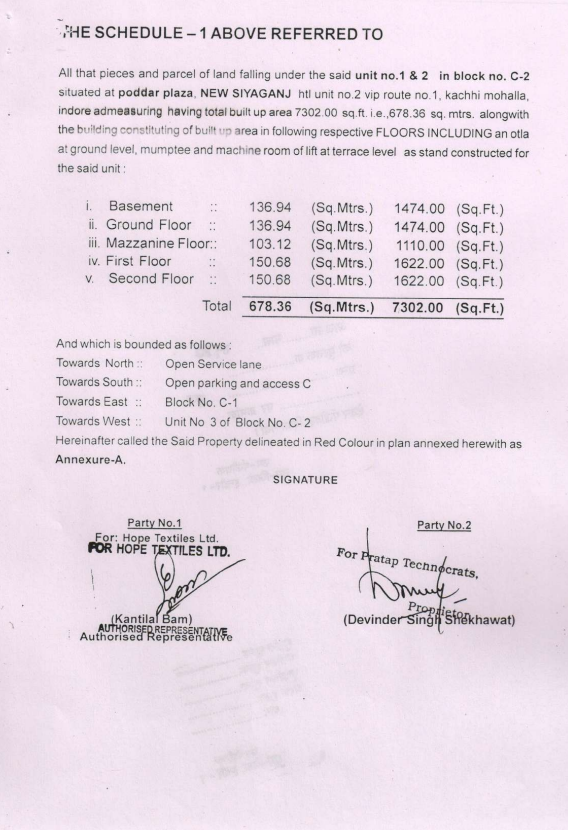 THE SCHEDULE – 1 ABOVE REFERRED TO
All that pieces and parcel of land falling under the said unit no.1 & 2 in block no. C-2
situated at poddar plaza, NEW SIYAGANJ htl unit no.2 vip route no.1, kachhi mohalla,
indore admeasuring having total built up area 7302.00 sq.ft. i.e.,678.36 sq. mtrs. alongwith
the building constituting of built up area in following respective FLOORS INCLUDING an otla
at ground level, mumptee and machine room of lift at terrace level as stand constructed for
the said unit :
i. Basement :: 136.94 (Sq.Mtrs.) 1474.00 (Sq.Ft.)
ii. Ground Floor :: 136.94 (Sq.Mtrs.) 1474.00 (Sq.Ft.)
iii. Mazzanine Floor:: 103.12 (Sq.Mtrs.) 1110.00 (Sq.Ft.)
iv. First Floor :: 150.68 (Sq.Mtrs.) 1622.00 (Sq.Ft.)
v. Second Floor :: 150.68 (Sq.Mtrs.) 1622.00 (Sq.Ft.)
Total 678.36 (Sq.Mtrs.) 7302.00 (Sq.Ft.)
And which is bounded as follows :
Towards North :: Open Service lane
Towards South :: Open parking and access C
Towards East :: Block No. C-1
Towards West :: Unit No 3 of Block No. C- 2
Hereinafter called the Said Property delineated in Red Colour in plan annexed herewith as
Annexure-A.
SIGNATURE
Party No.1
For: Hope Textiles Ltd.
FOR HOPE TEXTILES LTD.
(Kantilal Bam)
AUTHORISED REPRESENTATIVE
Authorised Representative
Party No.2
For Pratap Technocrats,
Proprietor
(Devinder Singh Shekhawat)